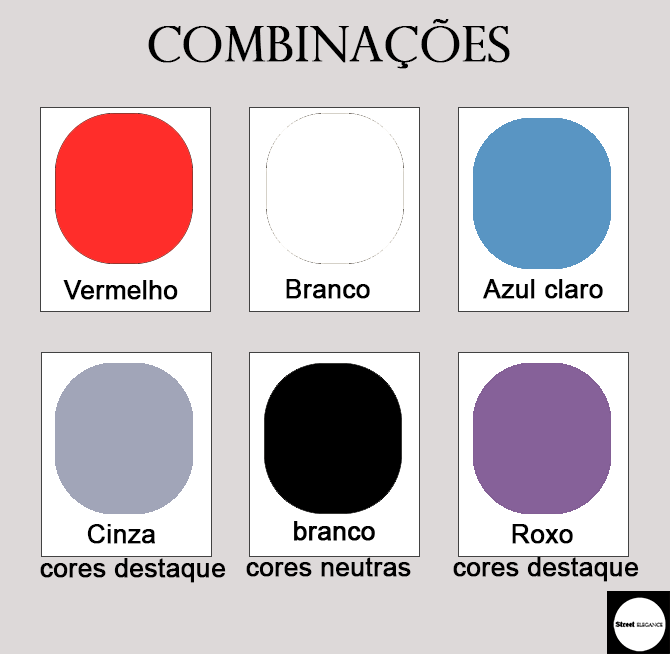 COMBINAÇÕES
Vermelho
Branco
Azul claro
Cinza
branco
Roxo
cores destaque
cores neutras
cores destaque
Street ELEGANCE